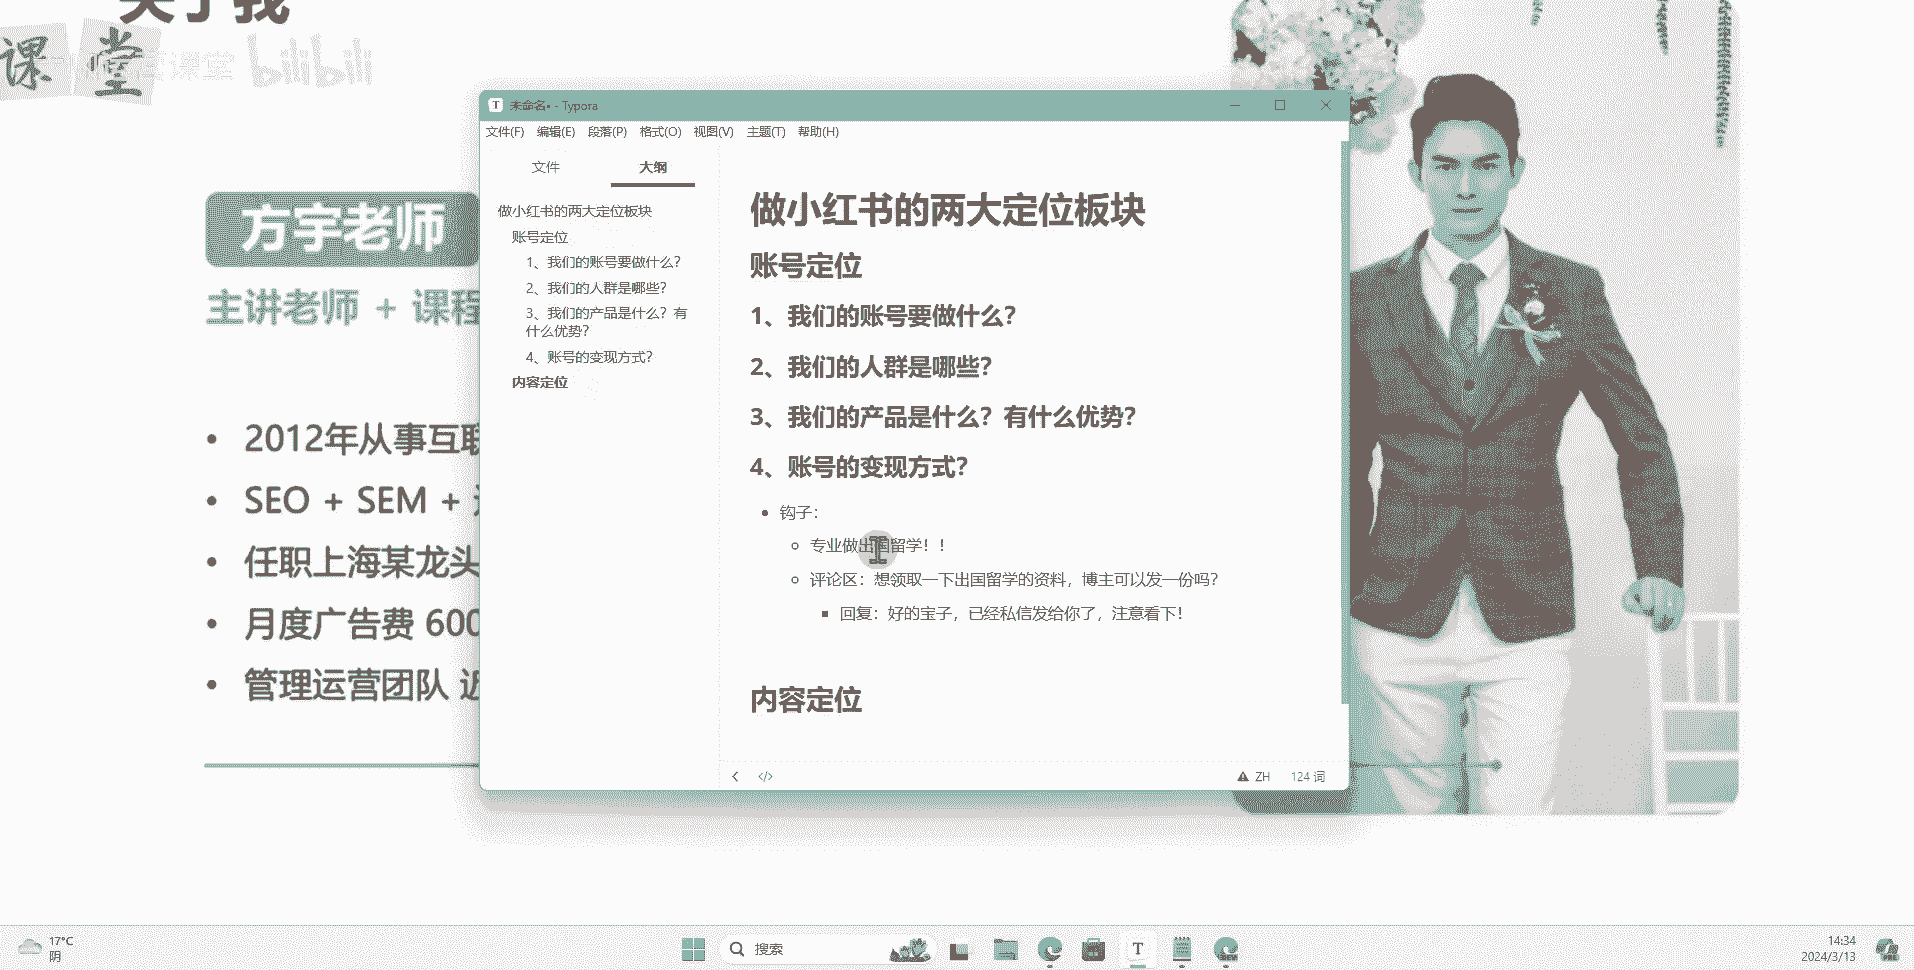 关于我
课堂
课堂 bilibili
方宇老师
主讲老师 + 课程
2012年从事互联
SEO + SEM +
任职上海某龙头
月度广告费 600
管理运营团队 近
未命名• - Typora
文件(F) 编辑(E) 段落(P) 格式(O) 视图(V) 主题(T) 帮助(H)
文件 大纲
做小红书的两大定位板块
账号定位
1、我们的账号要做什么？
2、我们的人群是哪些？
3、我们的产品是什么？有
什么优势？
4、账号的变现方式？
内容定位
做小红书的两大定位板块
账号定位
1、我们的账号要做什么？
2、我们的人群是哪些？
3、我们的产品是什么？有什么优势？
4、账号的变现方式？
钩子：
专业做出国留学！！
评论区：想领取一下出国留学的资料，博主可以发一份吗？
回复：好的宝子，已经私信发给你了，注意看下！
内容定位
</> ZH 124 词
17°C
阴
搜索
T
14:34
2024/3/13